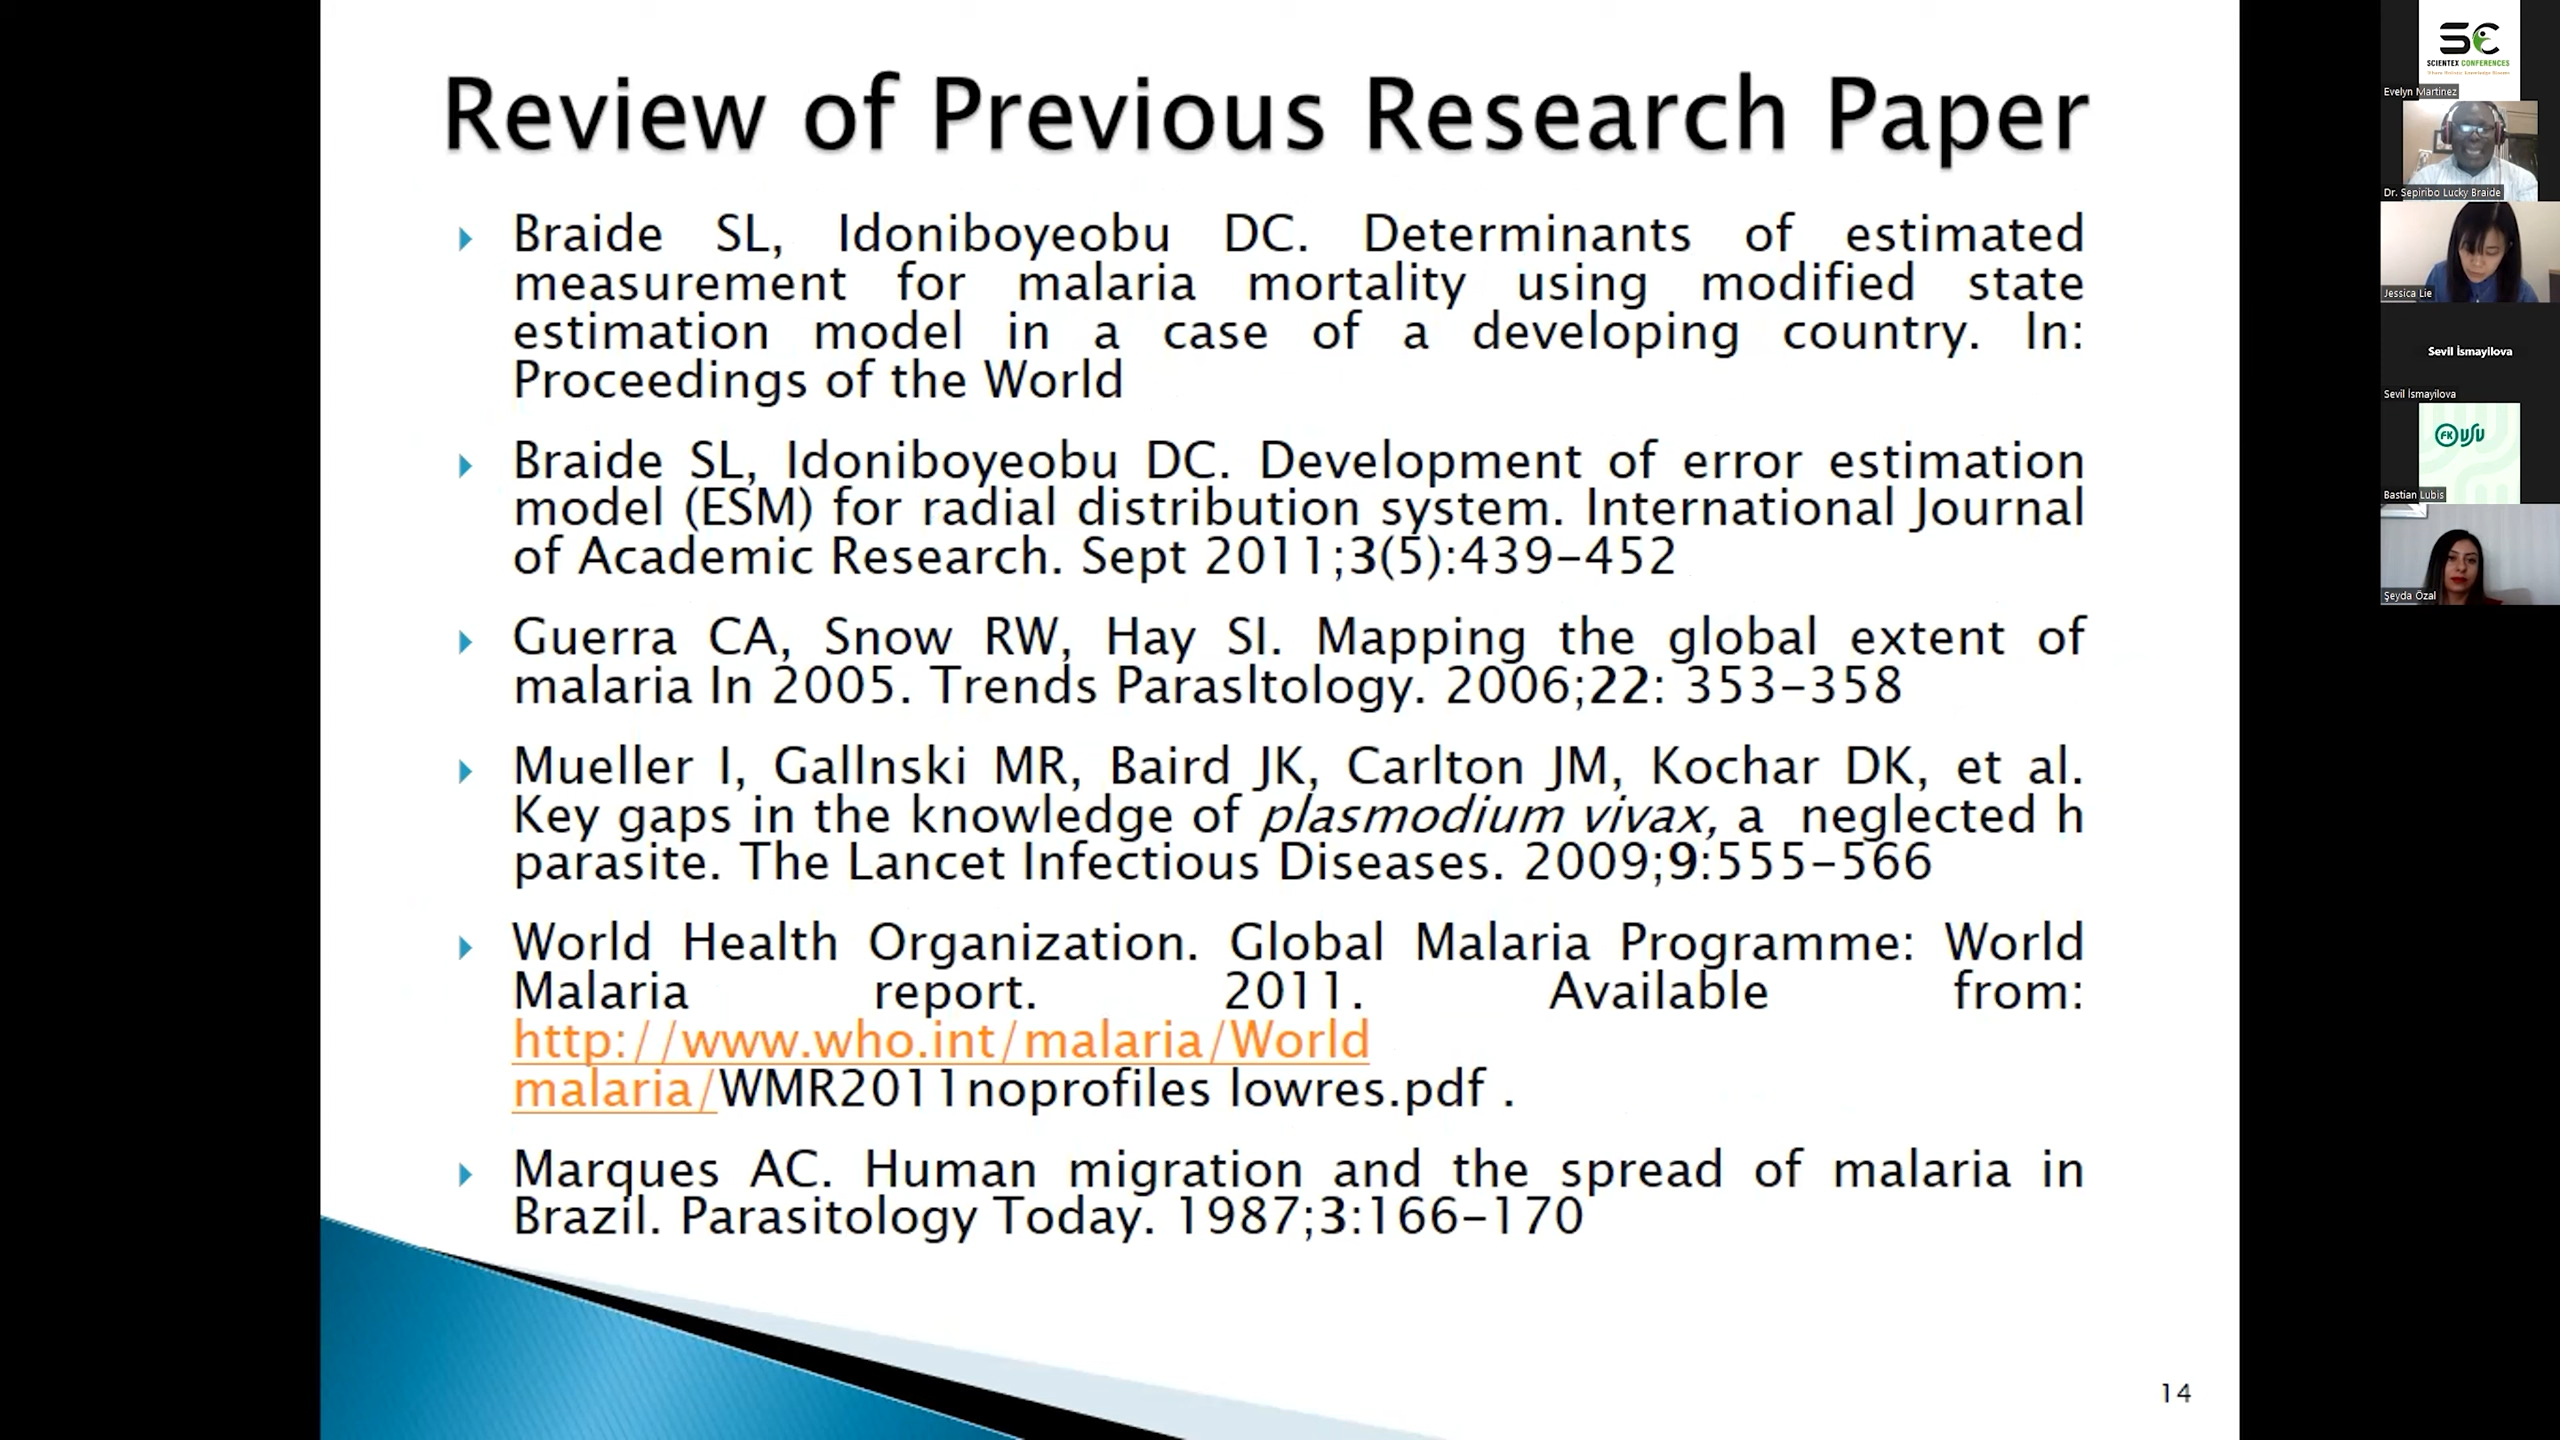 Review of Previous Research Paper
Braide SL, Idoniboyeobu DC. Determinants of estimated
measurement for malaria mortality using modified state
estimation model in a case of a developing country. In:
Proceedings of the World
Braide SL, Idoniboyeobu DC. Development of error estimation
model (ESM) for radial distribution system. International Journal
of Academic Research. Sept 2011;3(5):439-452
Guerra CA, Snow RW, Hay SI. Mapping the global extent of
malaria In 2005. Trends ParasItology. 2006;22: 353-358
Mueller I, GalInski MR, Baird JK, Carlton JM, Kochar DK, et al.
Key gaps in the knowledge of plasmodium vivax, a neglected h
parasite. The Lancet Infectious Diseases. 2009;9:555-566
World Health Organization. Global Malaria Programme: World
Malaria report. 2011. Available from:
http://www.who.int/malaria/World
malaria/WMR2011noprofiles lowres.pdf .
Marques AC. Human migration and the spread of malaria in
Brazil. Parasitology Today. 1987;3:166-170
14
SC
SCIENTEX CONFERENCES
Evelyn Martinez
Dr. Sepiribo Lucky Braide
Jessica Lie
Sevil İsmayilova
Sevil İsmayilova
FK USU
Bastian Lubis
Şeyda Özal